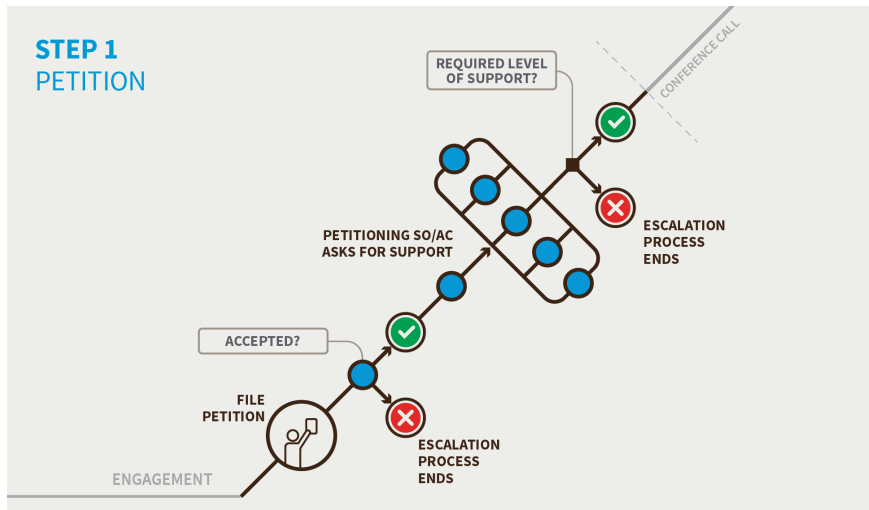 STEP 1
PETITION
REQUIRED LEVEL
OF SUPPORT?
CONFERENCE CALL
ESCALATION
PROCESS
ENDS
PETITIONING SO/AC
ASKS FOR SUPPORT
ACCEPTED?
FILE
PETITION
ESCALATION
PROCESS
ENDS
ENGAGEMENT